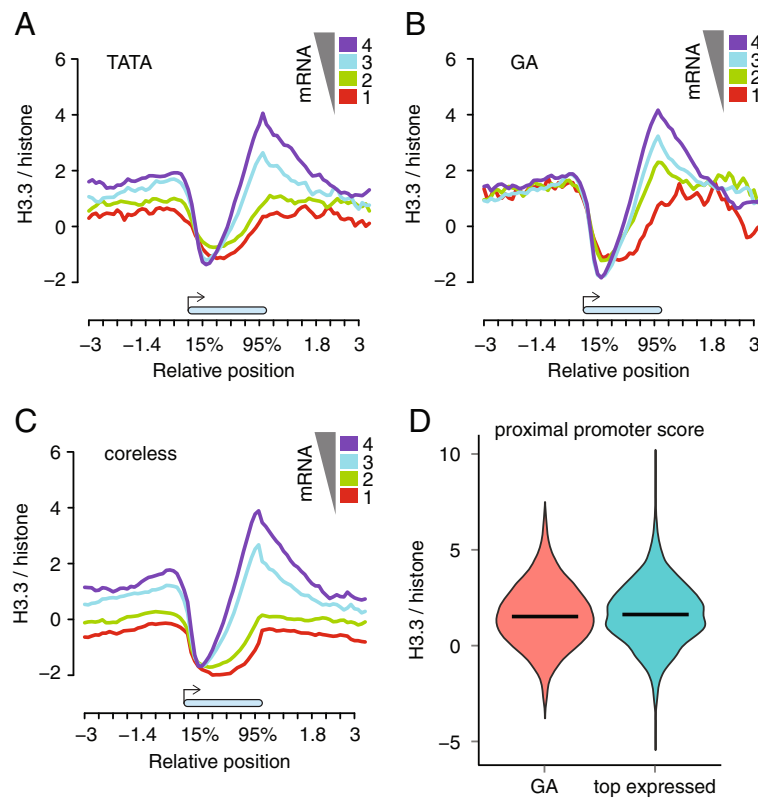 A
TATA
mRNA
4
3
2
1
H3.3 / histone
6
4
2
0
−2
−3
−1.4
15%
95%
1.8
3
Relative position
B
GA
mRNA
4
3
2
1
H3.3 / histone
6
4
2
0
−2
−3
−1.4
15%
95%
1.8
3
Relative position
C
coreless
mRNA
4
3
2
1
H3.3 / histone
6
4
2
0
−2
−3
−1.4
15%
95%
1.8
3
Relative position
D
proximal promoter score
H3.3 / histone
10
5
0
−5
GA
top expressed